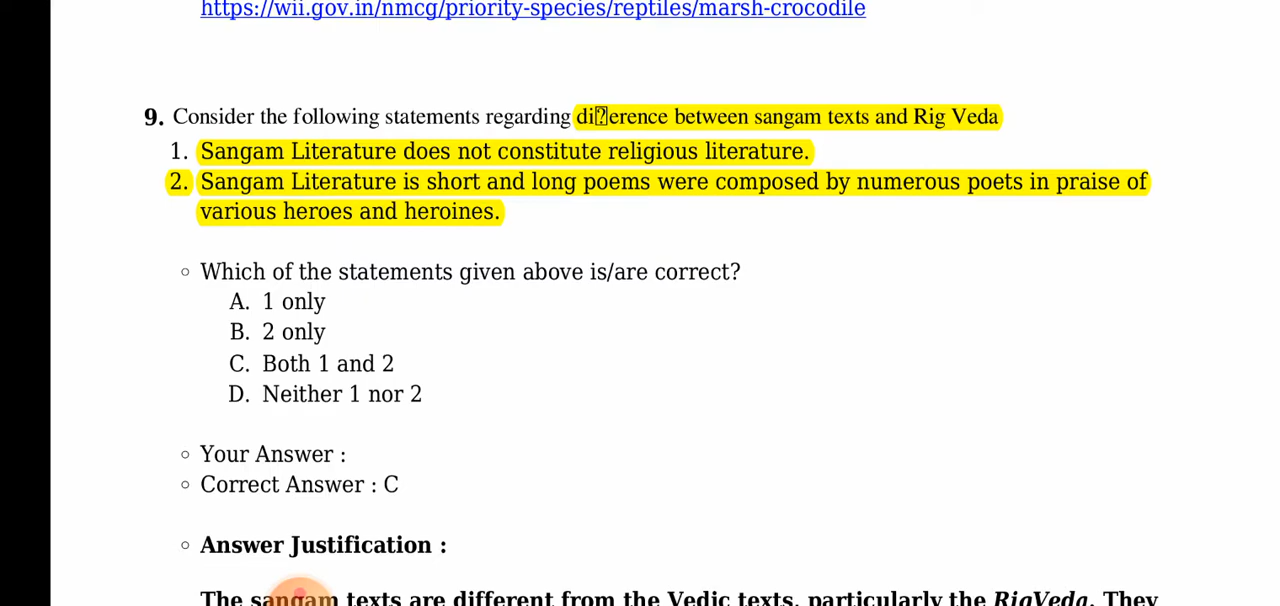 https://wii.gov.in/nmcg/priority-species/reptiles/marsh-crocodile
9. Consider the following statements regarding di�erence between sangam texts and Rig Veda
1. Sangam Literature does not constitute religious literature.
2. Sangam Literature is short and long poems were composed by numerous poets in praise of
various heroes and heroines.
Which of the statements given above is/are correct?
A. 1 only
B. 2 only
C. Both 1 and 2
D. Neither 1 nor 2
Your Answer :
Correct Answer : C
Answer Justification :
The sangam texts are different from the Vedic texts, particularly the RigVeda. They